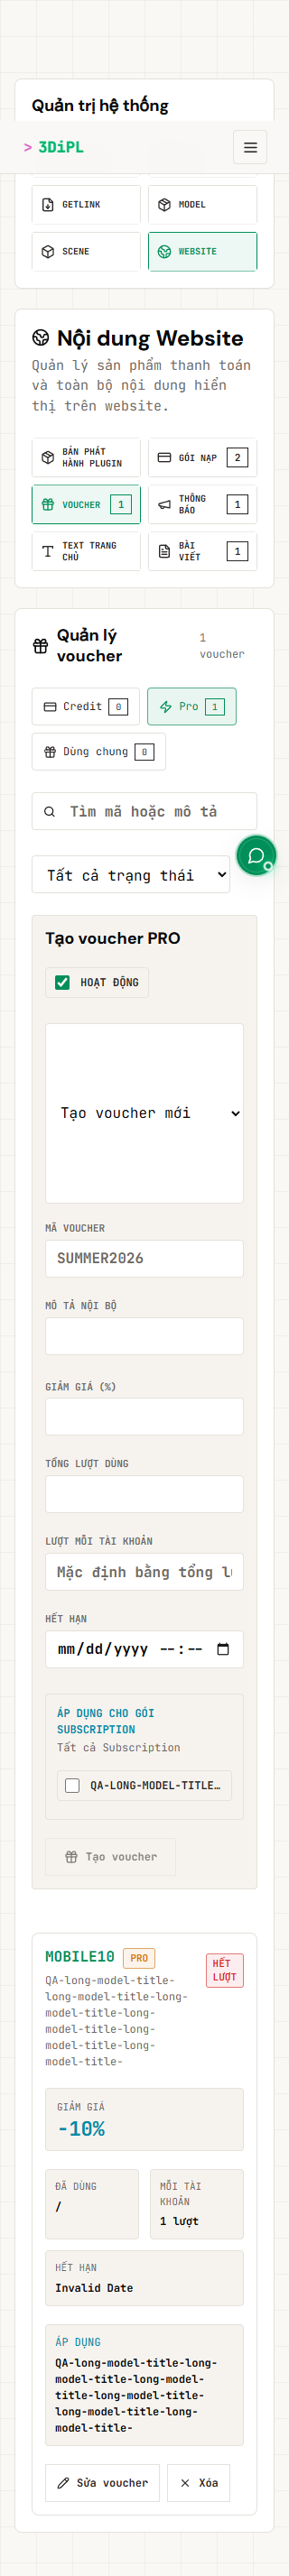 Quản trị hệ thống
> 3DiPL
GETLINK
MODEL
SCENE
WEBSITE
Nội dung Website
Quản lý sản phẩm thanh toán
và toàn bộ nội dung hiển
thị trên website.
BẢN PHÁT
HÀNH PLUGIN
GÓI NẠP 2
VOUCHER 1
THÔNG
BÁO 1
TEXT TRANG
CHỦ
BÀI
VIẾT 1
Quản lý
voucher
1
voucher
Credit 0
Pro 1
Dùng chung 0
Tìm mã hoặc mô tả
Tất cả trạng thái
Tạo voucher PRO
HOẠT ĐỘNG
Tạo voucher mới
MÃ VOUCHER
SUMMER2026
MÔ TẢ NỘI BỘ
GIẢM GIÁ (%)
TỔNG LƯỢT DÙNG
LƯỢT MỖI TÀI KHOẢN
Mặc định bằng tổng lư
HẾT HẠN
mm/dd/yyyy --:--
ÁP DỤNG CHO GÓI
SUBSCRIPTION
Tất cả Subscription
QA-LONG-MODEL-TITLE…
Tạo voucher
MOBILE10 PRO
HẾT
LƯỢT
QA-long-model-title-
long-model-title-long-
model-title-long-
model-title-long-
model-title-long-
model-title-
GIẢM GIÁ
-10%
ĐÃ DÙNG
/
MỖI TÀI
KHOẢN
1 lượt
HẾT HẠN
Invalid Date
ÁP DỤNG
QA-long-model-title-long-
model-title-long-model-
title-long-model-title-
long-model-title-long-
model-title-
Sửa voucher
Xóa